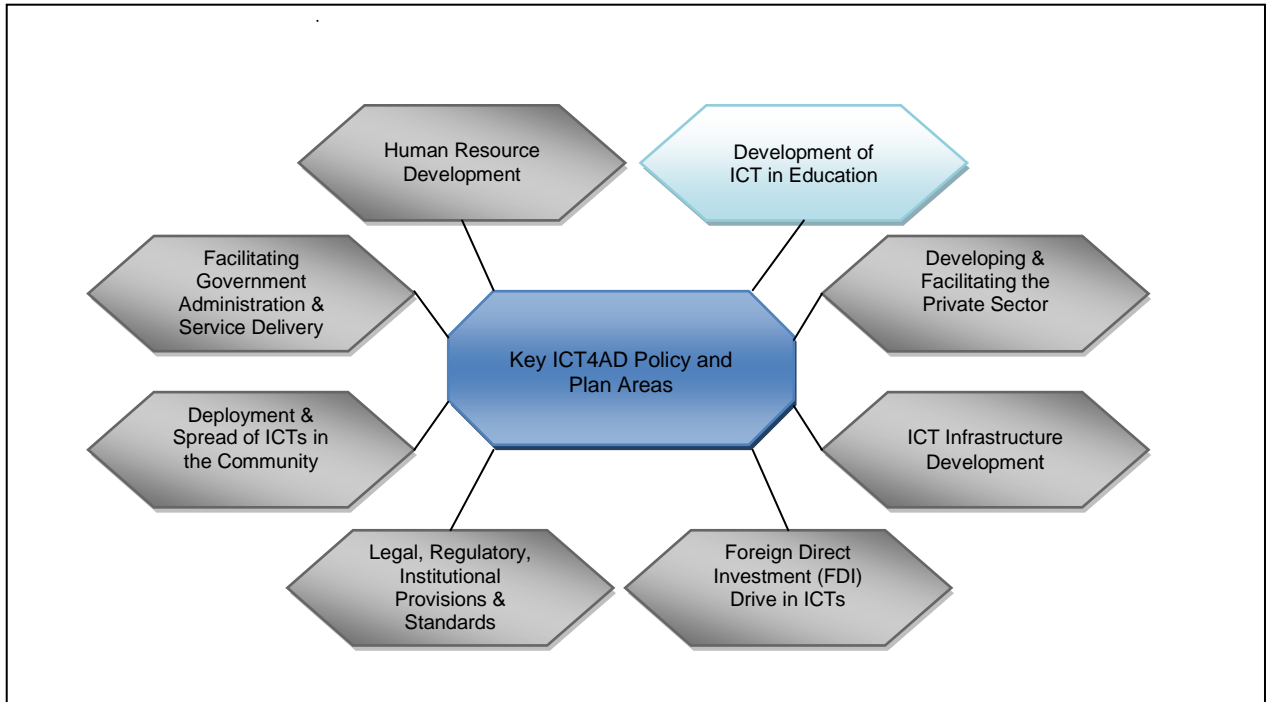 Human Resource
Development
Development of
ICT in Education
Facilitating
Government
Administration &
Service Delivery
Developing &
Facilitating the
Private Sector
Key ICT4AD Policy and
Plan Areas
Deployment &
Spread of ICTs in
the Community
ICT Infrastructure
Development
Legal, Regulatory,
Institutional
Provisions &
Standards
Foreign Direct
Investment (FDI)
Drive in ICTs